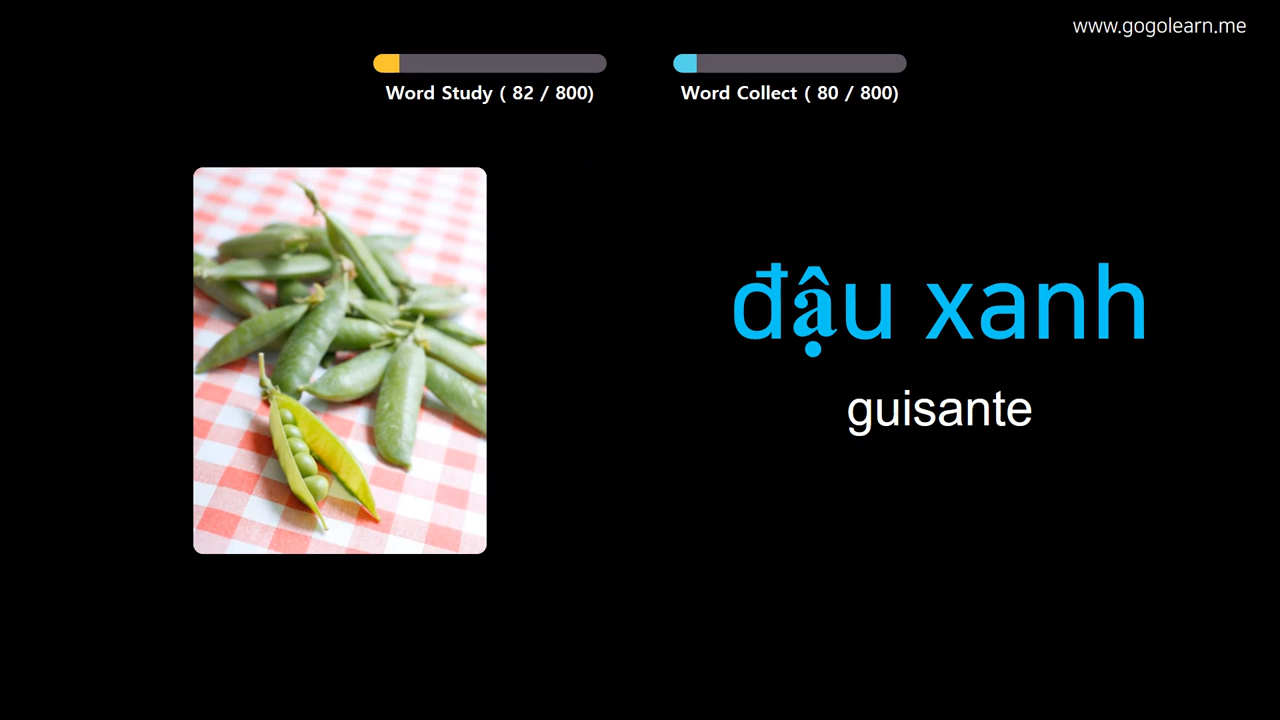 www.gogolearn.me
Word Study ( 82 / 800)
Word Collect ( 80 / 800)
đậu xanh
guisante